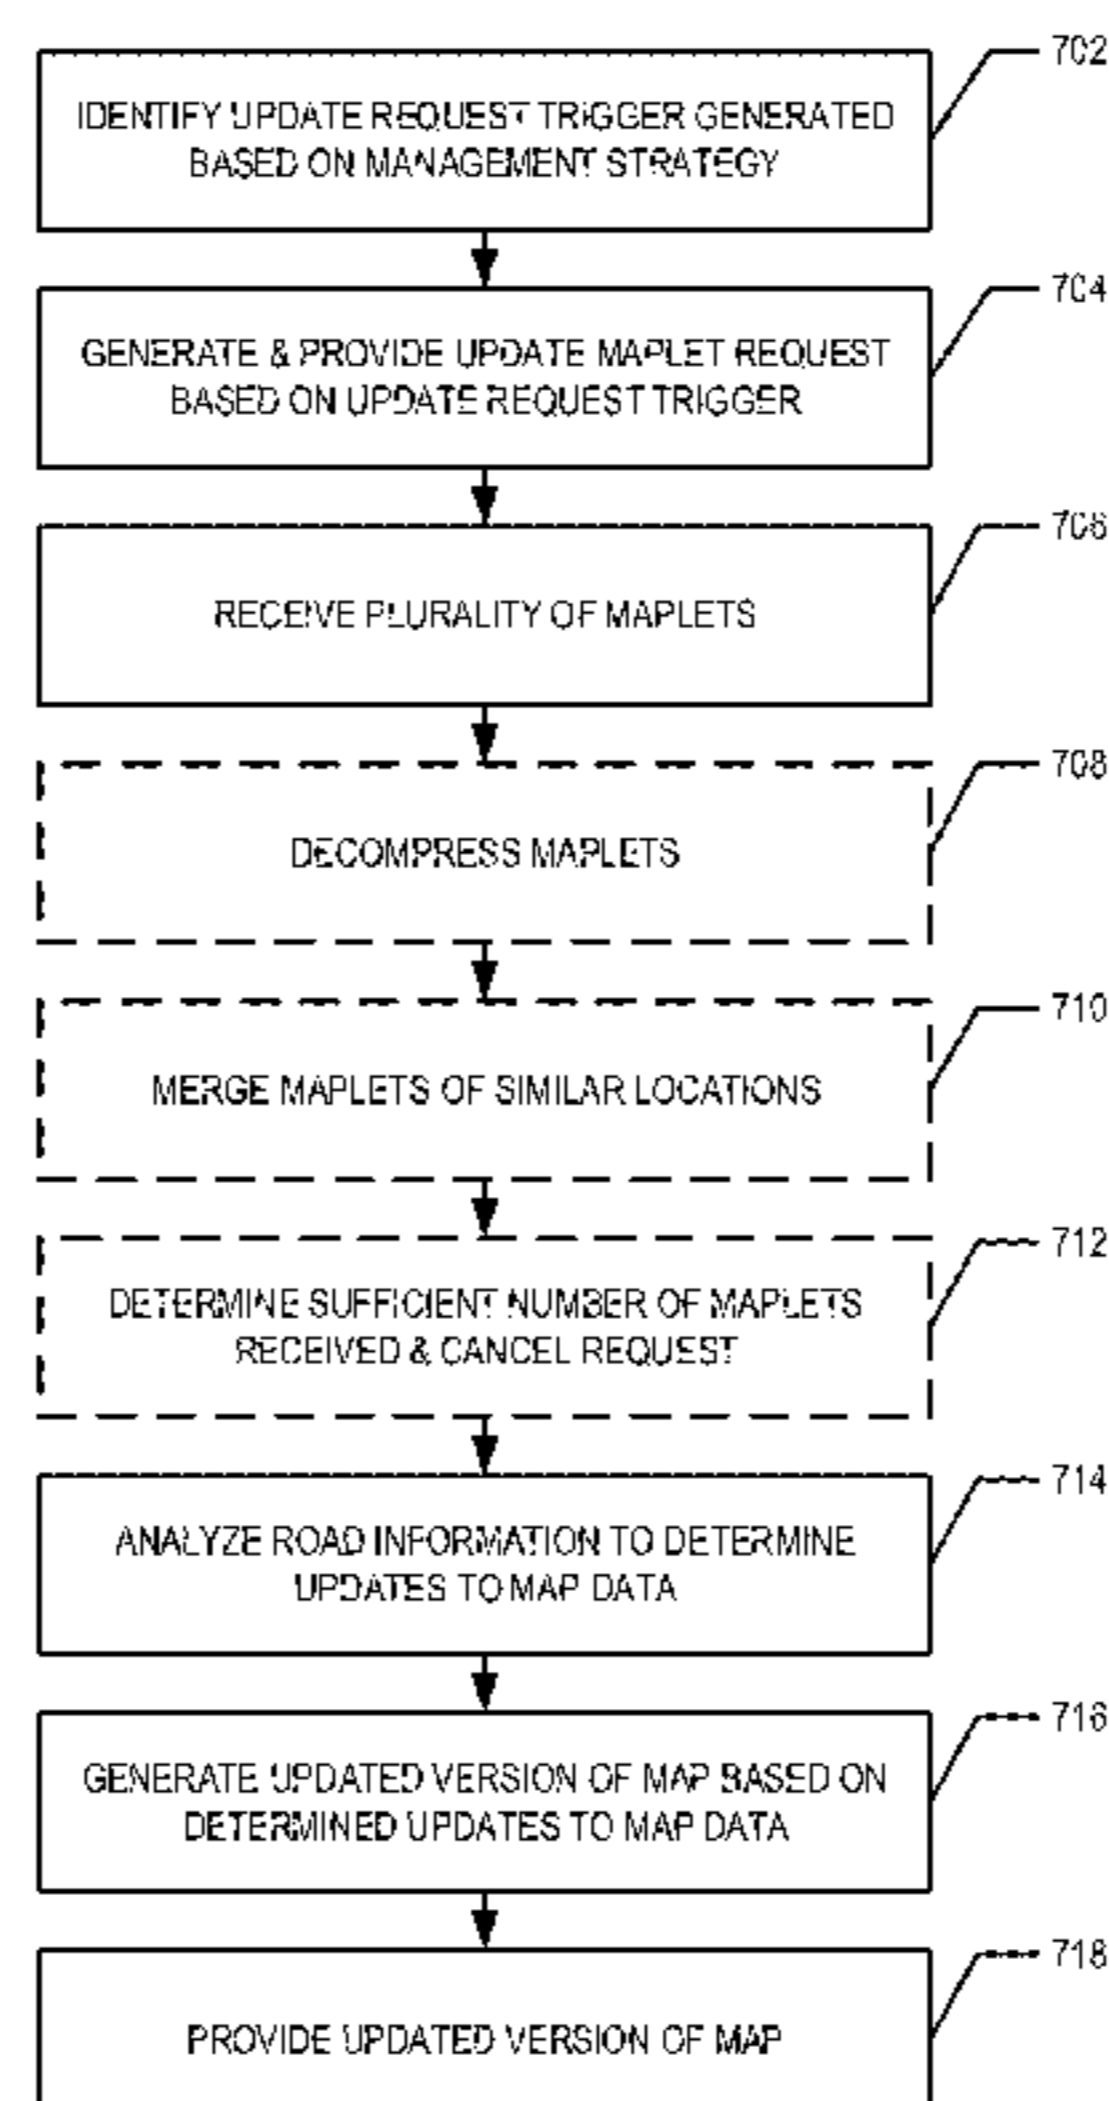 702
IDENTIFY UPDATE REQUEST TRIGGER GENERATED
BASED ON MANAGEMENT STRATEGY
704
GENERATE & PROVIDE UPDATE MAPLET REQUEST
BASED ON UPDATE REQUEST TRIGGER
706
RECEIVE PLURALITY OF MAPLETS
708
DECOMPRESS MAPLETS
710
MERGE MAPLETS OF SIMILAR LOCATIONS
712
DETERMINE SUFFICIENT NUMBER OF MAPLETS
RECEIVED & CANCEL REQUEST
714
ANALYZE ROAD INFORMATION TO DETERMINE
UPDATES TO MAP DATA
716
GENERATE UPDATED VERSION OF MAP BASED ON
DETERMINED UPDATES TO MAP DATA
718
PROVIDE UPDATED VERSION OF MAP